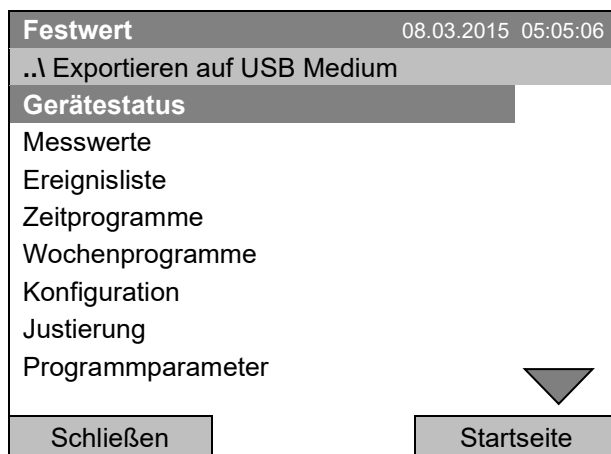 Festwert 08.03.2015 05:05:06
..\ Exportieren auf USB Medium
Gerätestatus
Messwerte
Ereignisliste
Zeitprogramme
Wochenprogramme
Konfiguration
Justierung
Programmparameter
Schließen Startseite